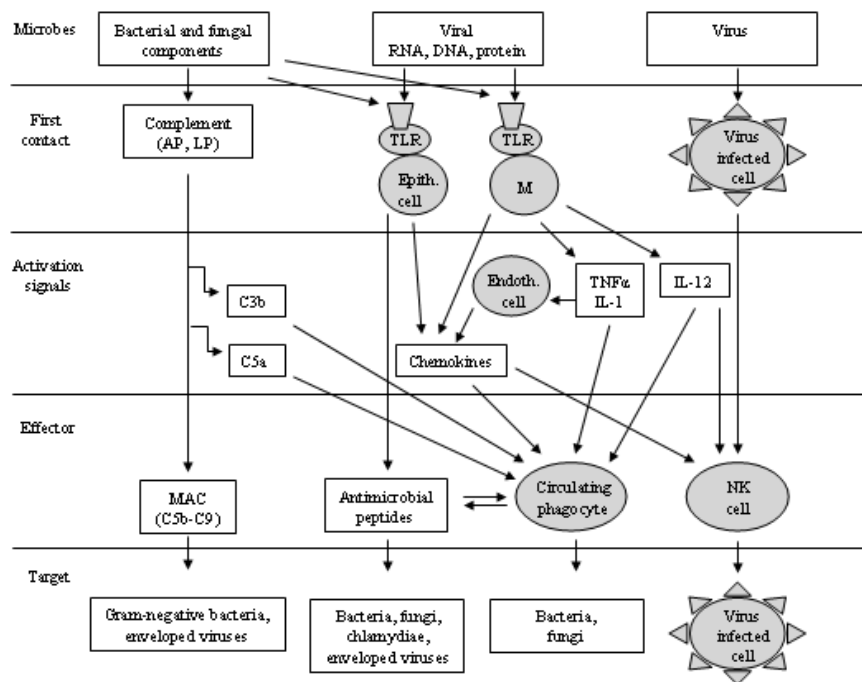 Microbes
Bacterial and fungal
components
Viral
RNA, DNA, protein
Virus
First
contact
Complement
(AP, LP)
TLR
Epith.
cell
TLR
M
Virus
infected
cell
Activation
signals
C3b
C5a
Endoth.
cell
TNFα
IL-1
IL-12
Chemokines
Effector
MAC
(C5b-C9)
Antimicrobial
peptides
Circulating
phagocyte
NK
cell
Target
Gram-negative bacteria,
enveloped viruses
Bacteria, fungi,
chlamydiae,
enveloped viruses
Bacteria,
fungi
Virus
infected
cell